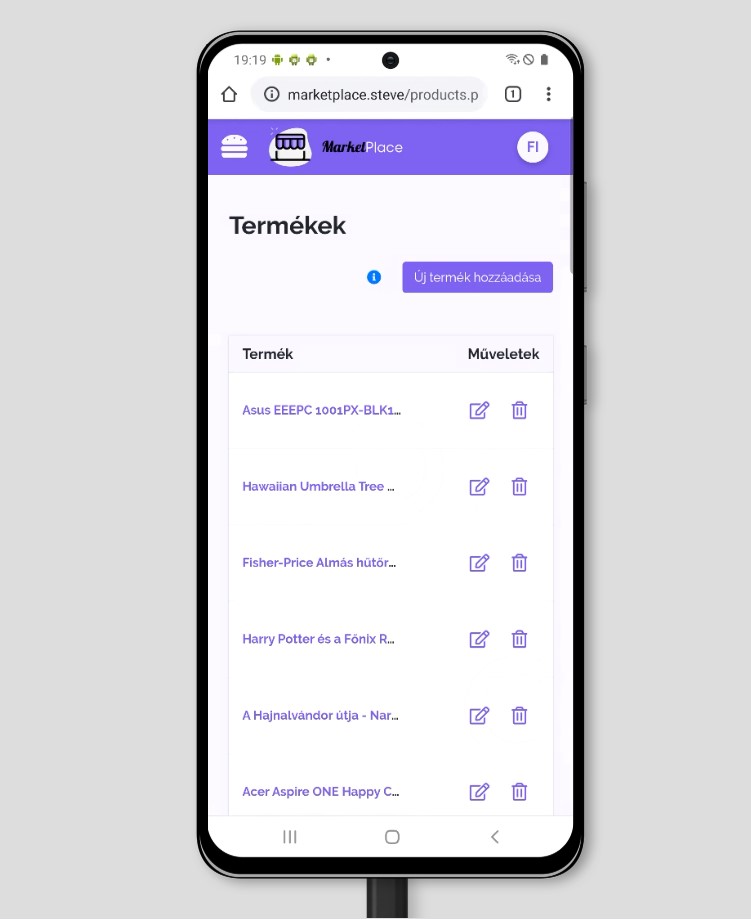 19:19
marketplace.steve/products.p
1
MarketPlace
FI
Termékek
Új termék hozzáadása
Termék Műveletek
Asus EEEPC 1001PX-BLK1...
Hawaiian Umbrella Tree ...
Fisher-Price Almás hűtőr...
Harry Potter és a Főnix R...
A Hajnalvándor útja - Nar...
Acer Aspire ONE Happy C...